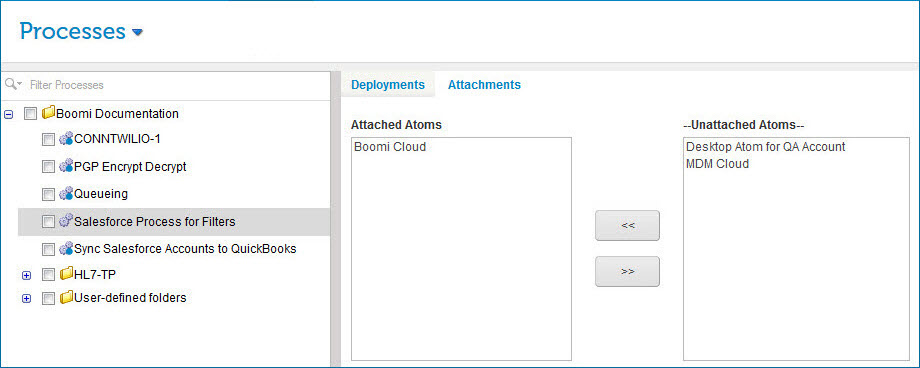 Processes
Filter Processes
Boomi Documentation
CONNTWILIO-1
PGP Encrypt Decrypt
Queueing
Salesforce Process for Filters
Sync Salesforce Accounts to QuickBooks
HL7-TP
User-defined folders
Deployments Attachments
Attached Atoms
Boomi Cloud
<<
>>
--Unattached Atoms--
Desktop Atom for QA Account
MDM Cloud